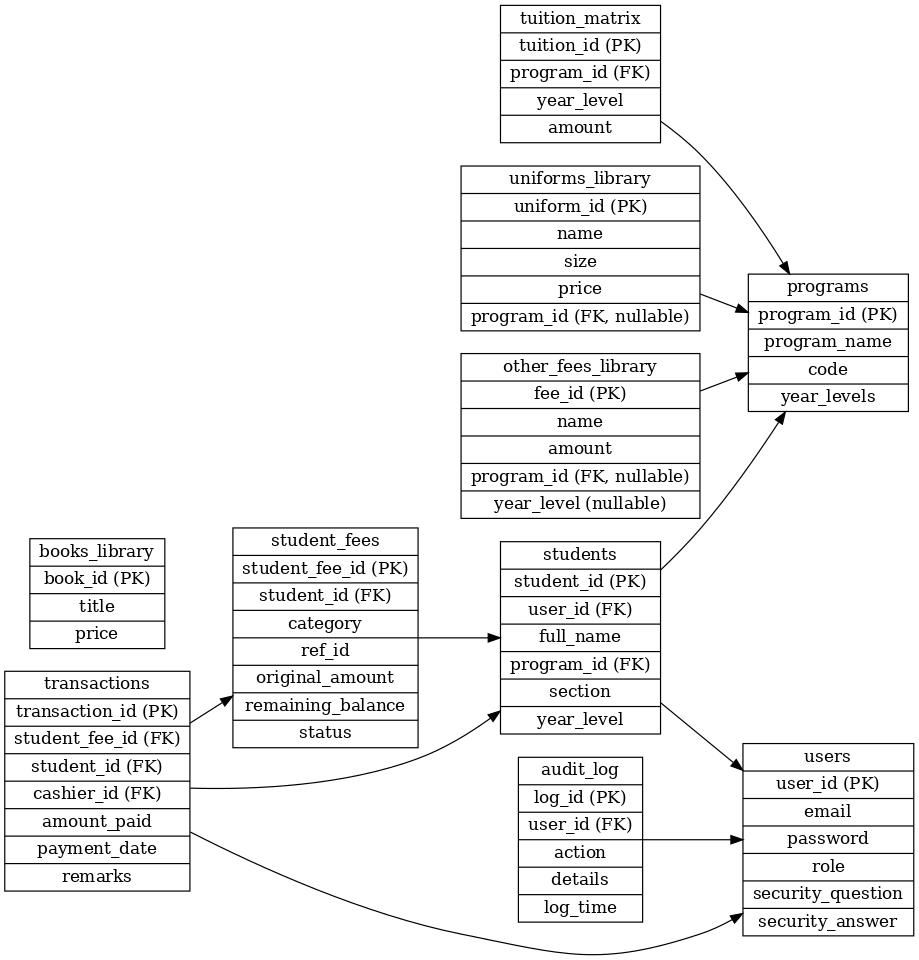 tuition_matrix
tuition_id (PK)
program_id (FK)
year_level
amount
uniforms_library
uniform_id (PK)
name
size
price
program_id (FK, nullable)
programs
program_id (PK)
program_name
code
year_levels
other_fees_library
fee_id (PK)
name
amount
program_id (FK, nullable)
year_level (nullable)
books_library
book_id (PK)
title
price
student_fees
student_fee_id (PK)
student_id (FK)
category
ref_id
original_amount
remaining_balance
status
students
student_id (PK)
user_id (FK)
full_name
program_id (FK)
section
year_level
transactions
transaction_id (PK)
student_fee_id (FK)
student_id (FK)
cashier_id (FK)
amount_paid
payment_date
remarks
audit_log
log_id (PK)
user_id (FK)
action
details
log_time
users
user_id (PK)
email
password
role
security_question
security_answer